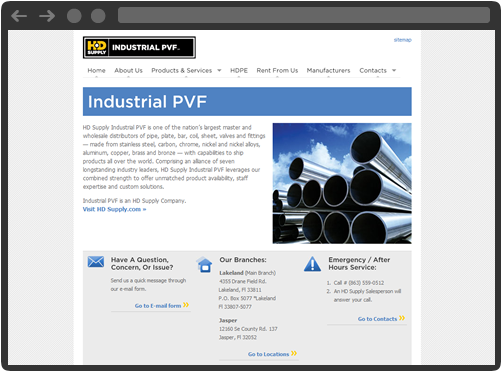 HD
SUPPLY
INDUSTRIAL PVF™
sitemap
Home About Us Products & Services HDPE Rent From Us Manufacturers Contacts
Industrial PVF
HD Supply Industrial PVF is one of the nation's largest master and
wholesale distributors of pipe, plate, bar, coil, sheet, valves and fittings
— made from stainless steel, carbon, chrome, nickel and nickel alloys,
aluminum, copper, brass and bronze — with capabilities to ship
products all over the world. Comprising an alliance of seven
longstanding industry leaders, HD Supply Industrial PVF leverages our
combined strength to offer unmatched product availability, staff
expertise and custom solutions.
Industrial PVF is an HD Supply Company.
Visit HD Supply.com »
Have A Question,
Concern, Or Issue?
Send us a quick message through
our e-mail form.
Go to E-mail form »
Our Branches:
Lakeland (Main Branch)
4355 Drane Field Rd.
Lakeland, Fl 33811
P.O. Box 5077 *Lakeland
Fl 33807-5077
Jasper
12160 Se County Rd. 137
Jasper, Fl 32052
Go to Locations »
Emergency / After
Hours Service:
1. Call # (863) 559-0512
2. An HD Supply Salesperson will
answer your call.
Go to Contacts »